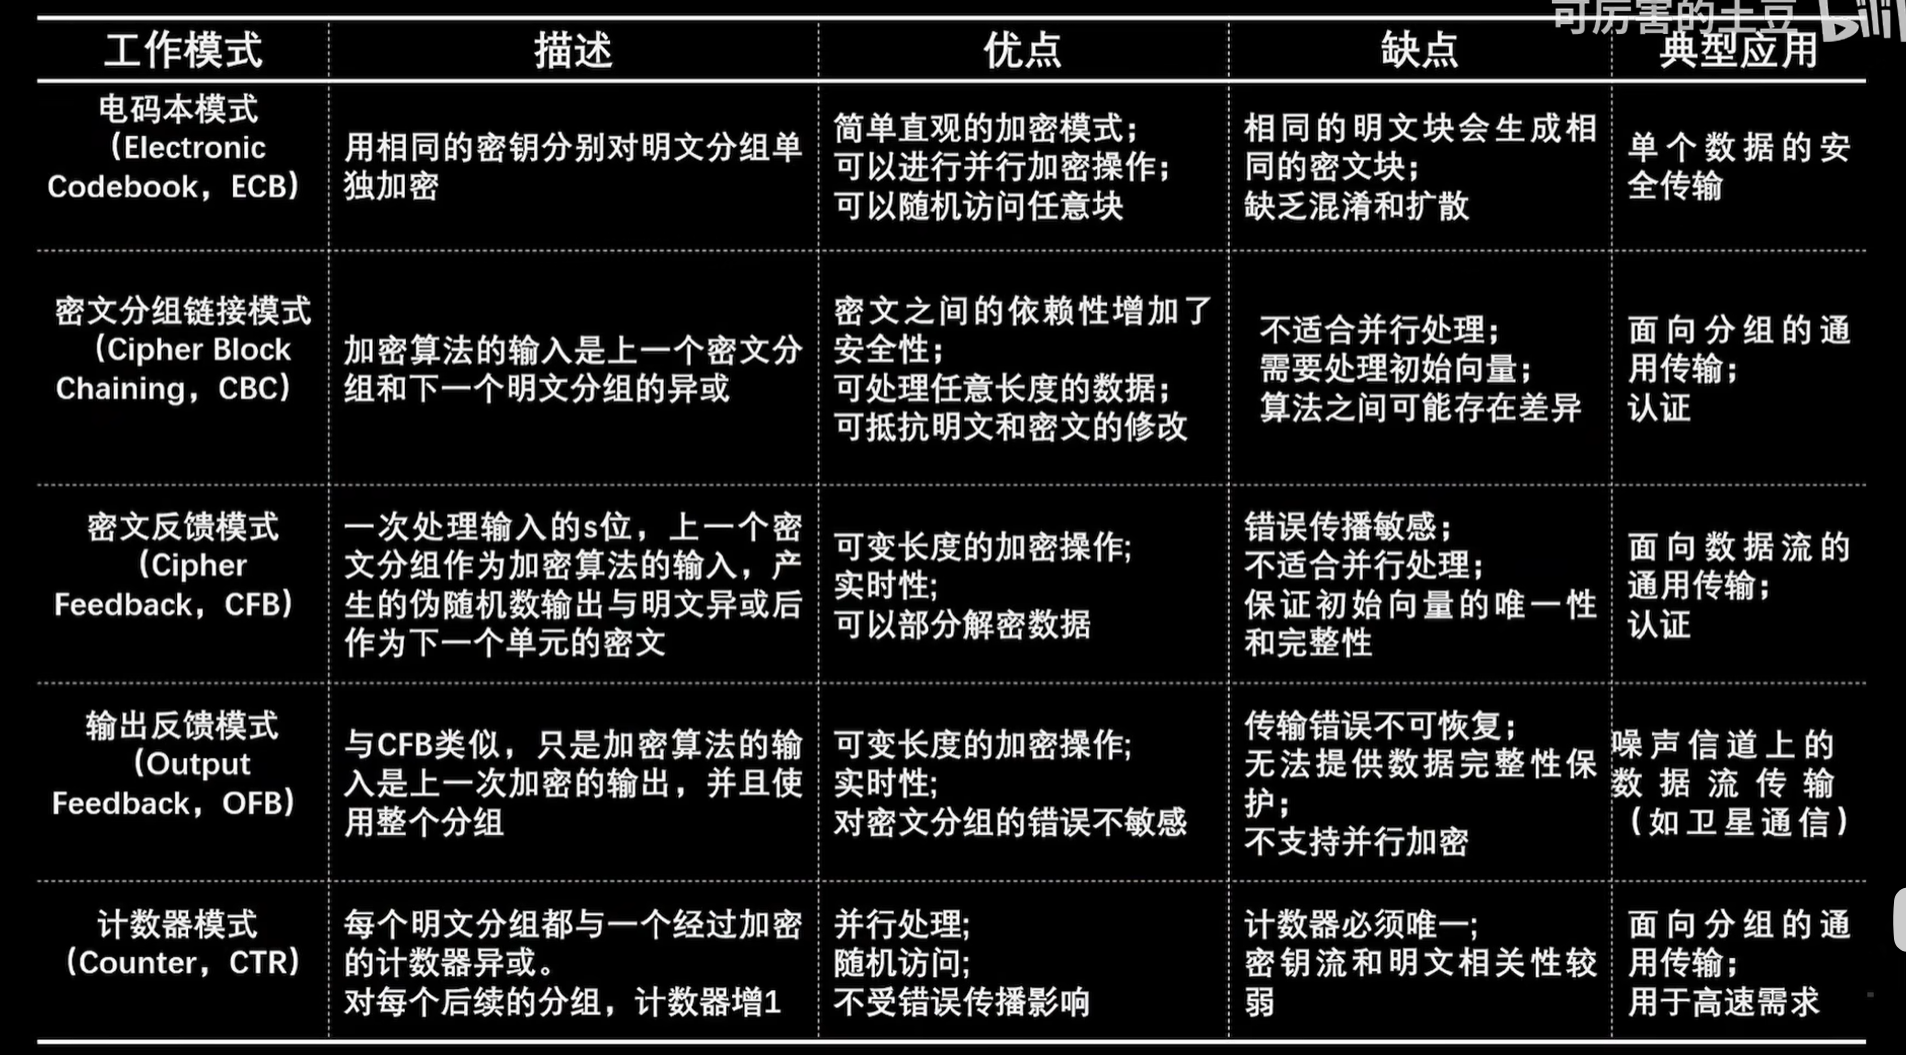 可厉害的土豆 bilibili
工作模式 描述 优点 缺点 典型应用
电码本模式
（Electronic
Codebook，ECB）
用相同的密钥分别对明文分组单
独加密
简单直观的加密模式；
可以进行并行加密操作；
可以随机访问任意块
相同的明文块会生成相
同的密文块；
缺乏混淆和扩散
单个数据的安
全传输
密文分组链接模式
（Cipher Block
Chaining，CBC）
加密算法的输入是上一个密文分
组和下一个明文分组的异或
密文之间的依赖性增加了
安全性；
可处理任意长度的数据；
可抵抗明文和密文的修改
不适合并行处理；
需要处理初始向量；
算法之间可能存在差异
面向分组的通
用传输；
认证
密文反馈模式
（Cipher
Feedback，CFB）
一次处理输入的s位，上一个密
文分组作为加密算法的输入，产
生的伪随机数输出与明文异或后
作为下一个单元的密文
可变长度的加密操作;
实时性;
可以部分解密数据
错误传播敏感；
不适合并行处理；
保证初始向量的唯一性
和完整性
面向数据流的
通用传输；
认证
输出反馈模式
（Output
Feedback，OFB）
与CFB类似，只是加密算法的输
入是上一次加密的输出，并且使
用整个分组
可变长度的加密操作;
实时性;
对密文分组的错误不敏感
传输错误不可恢复；
无法提供数据完整性保
护；
不支持并行加密
噪声信道上的
数据流传输
（如卫星通信）
计数器模式
（Counter，CTR）
每个明文分组都与一个经过加密
的计数器异或。
对每个后续的分组，计数器增1
并行处理;
随机访问;
不受错误传播影响
计数器必须唯一;
密钥流和明文相关性较
弱
面向分组的通
用传输；
用于高速需求